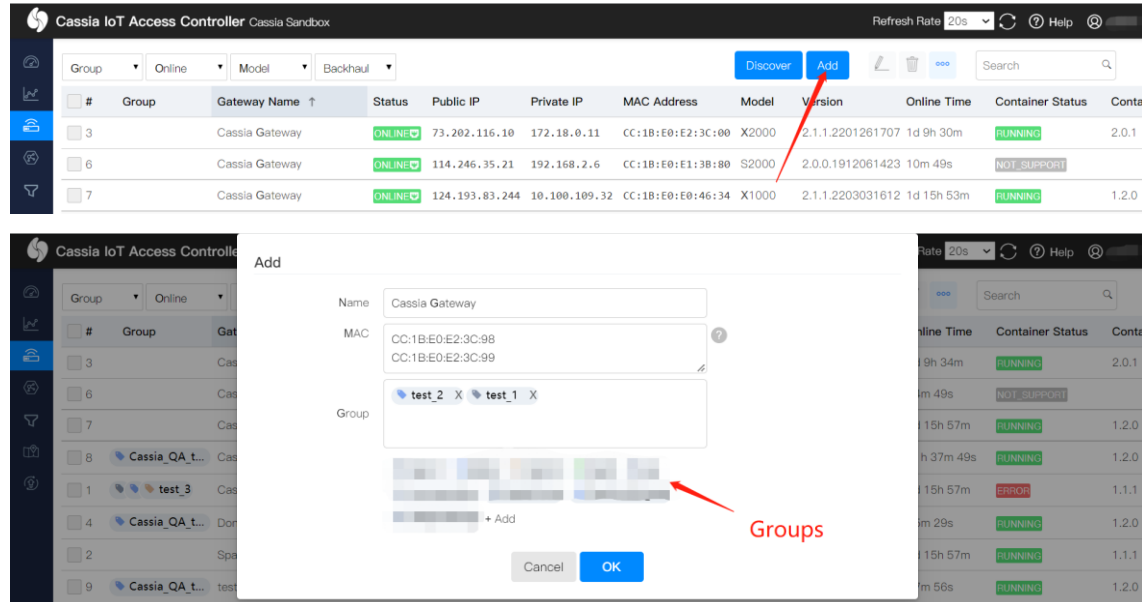 Cassia IoT Access Controller Cassia Sandbox Refresh Rate 20s Help
Group Online Model Backhaul Discover Add Search
# Group Gateway Name ↑ Status Public IP Private IP MAC Address Model Version Online Time Container Status Conta
3 Cassia Gateway ONLINE 73.202.116.10 172.18.0.11 CC:1B:E0:E2:3C:00 X2000 2.1.1.2201261707 1d 9h 30m RUNNING 2.0.1
6 Cassia Gateway ONLINE 114.246.35.21 192.168.2.6 CC:1B:E0:E1:3B:80 S2000 2.0.0.1912061423 10m 49s NOT_SUPPORT
7 Cassia Gateway ONLINE 124.193.83.244 10.100.109.32 CC:1B:E0:E0:46:34 X1000 2.1.1.2203031612 1d 15h 53m RUNNING 1.2.0
Cassia IoT Access Controlle Rate 20s Help
Add
Group Online Search
Name Cassia Gateway
# Group Gat nline Time Container Status Conta
MAC CC:1B:E0:E2:3C:98
CC:1B:E0:E2:3C:99
3 Cas 9h 34m RUNNING 2.0.1
6 Cas m 49s NOT_SUPPORT
Group test_2 X test_1 X
7 Cas 15h 57m RUNNING 1.2.0
8 Cassia_QA_t... Cas h 37m 49s RUNNING 1.2.0
1 test_3 Cas 15h 57m ERROR 1.1.1
4 Cassia_QA_t... Dor m 29s RUNNING 1.2.0
+ Add
Groups
2 Spa 15h 57m RUNNING 1.1.1
Cancel OK
9 Cassia_QA_t... test m 56s RUNNING 1.2.0